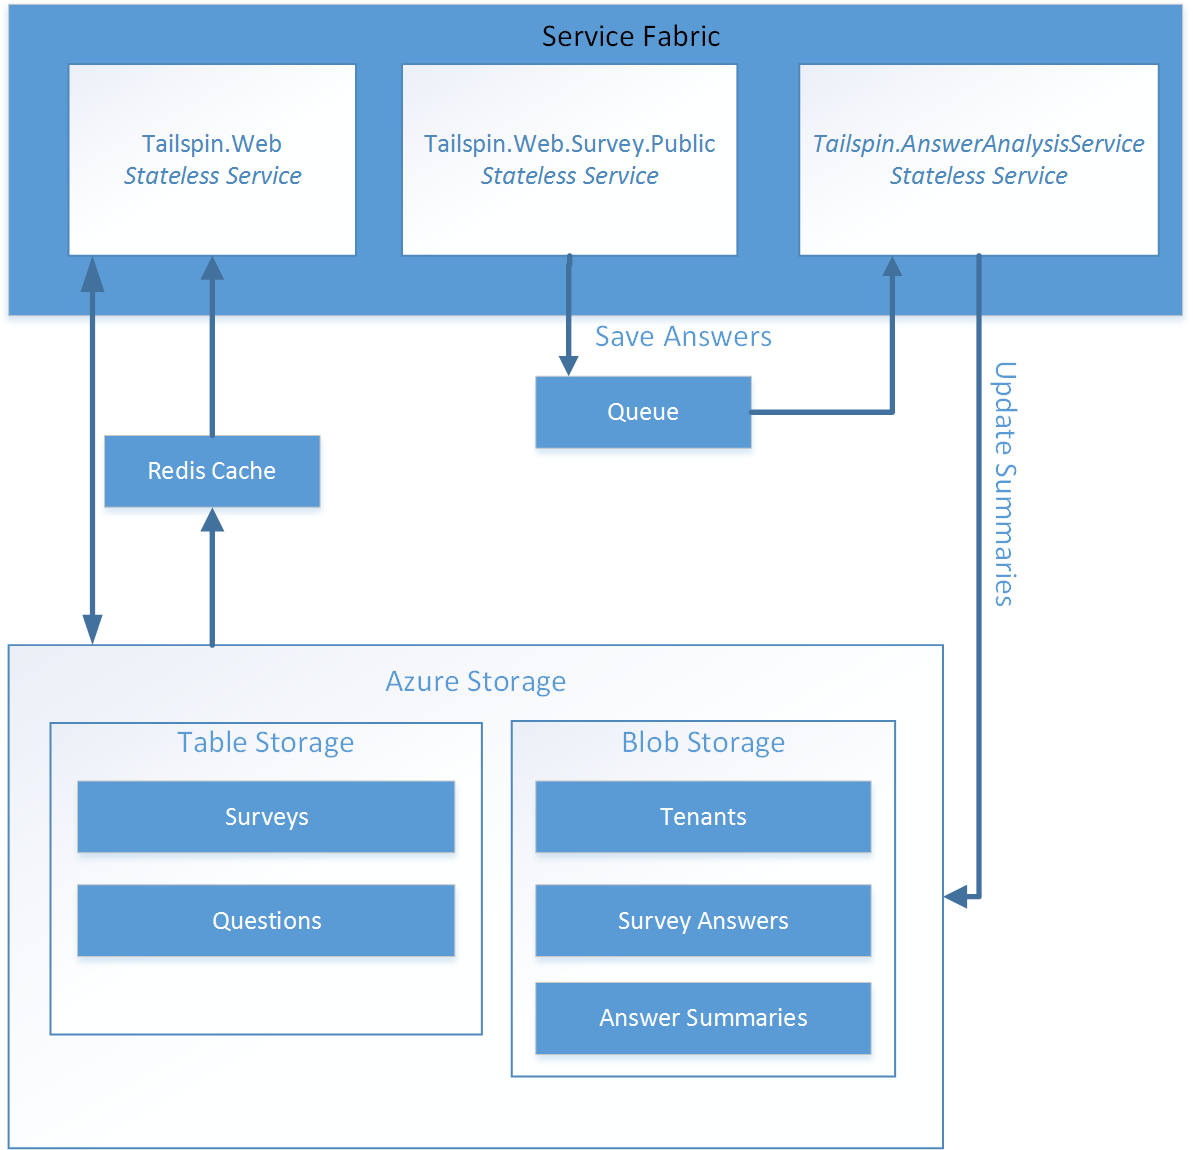 Service Fabric
Tailspin.Web
Stateless Service
Tailspin.Web.Survey.Public
Stateless Service
Tailspin.AnswerAnalysisService
Stateless Service
Save Answers
Queue
Update Summaries
Redis Cache
Azure Storage
Table Storage
Surveys
Questions
Blob Storage
Tenants
Survey Answers
Answer Summaries